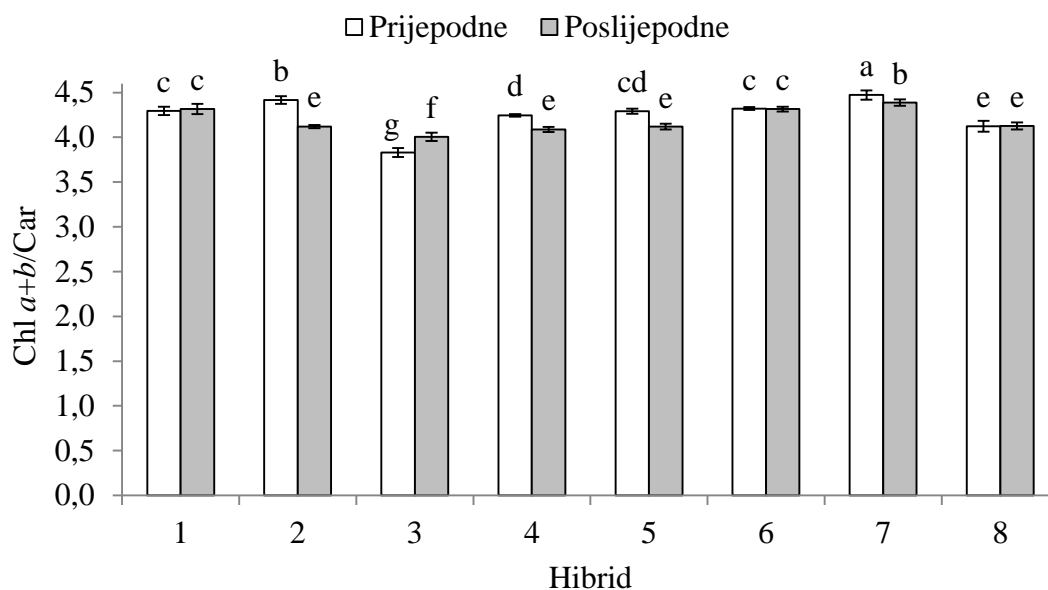 Prijepodne Poslijepodne
c c b e g f d e cd e c c a b e e
4,5
4,0
3,5
3,0
2,5
2,0
1,5
1,0
0,5
0,0
Chl a+b/Car
1 2 3 4 5 6 7 8
Hibrid